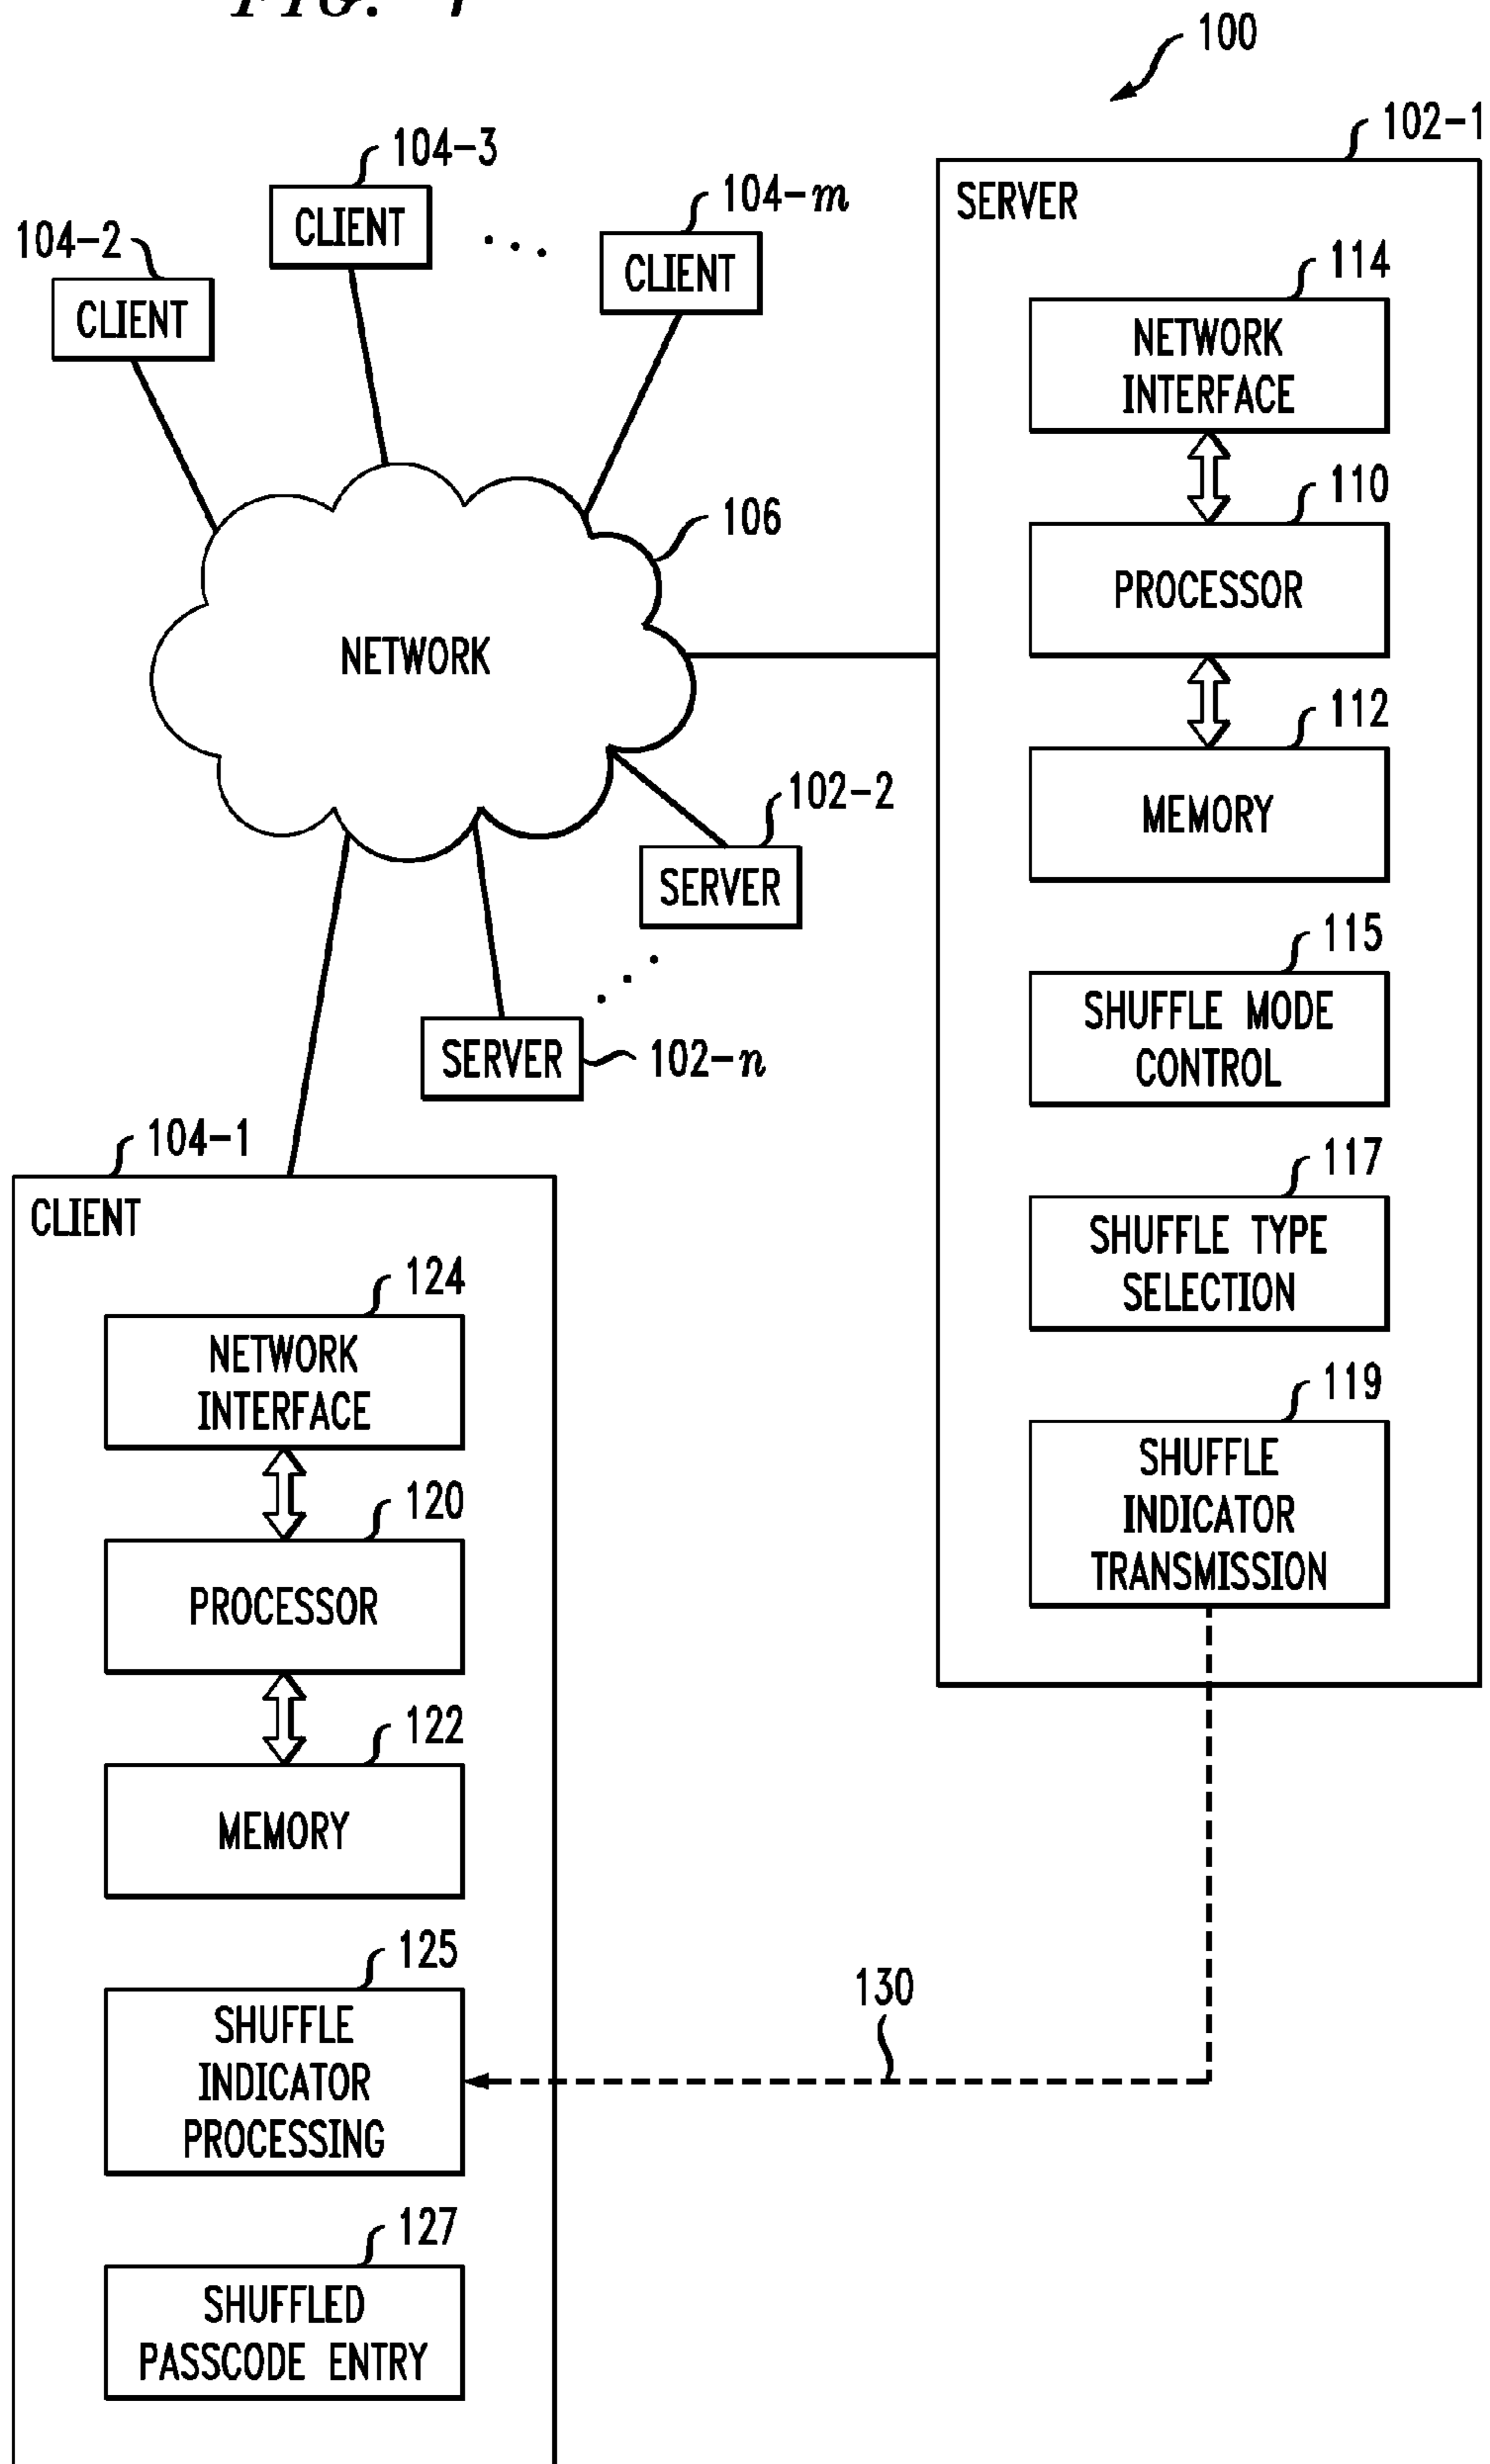 FIG. 1
100
102-1
104-3
104-m
104-2
CLIENT
CLIENT
CLIENT
SERVER
114
NETWORK
INTERFACE
110
PROCESSOR
112
MEMORY
115
SHUFFLE MODE
CONTROL
117
SHUFFLE TYPE
SELECTION
119
SHUFFLE
INDICATOR
TRANSMISSION
106
NETWORK
102-2
SERVER
SERVER
102-n
104-1
CLIENT
124
NETWORK
INTERFACE
120
PROCESSOR
122
MEMORY
125
SHUFFLE
INDICATOR
PROCESSING
130
127
SHUFFLED
PASSCODE ENTRY